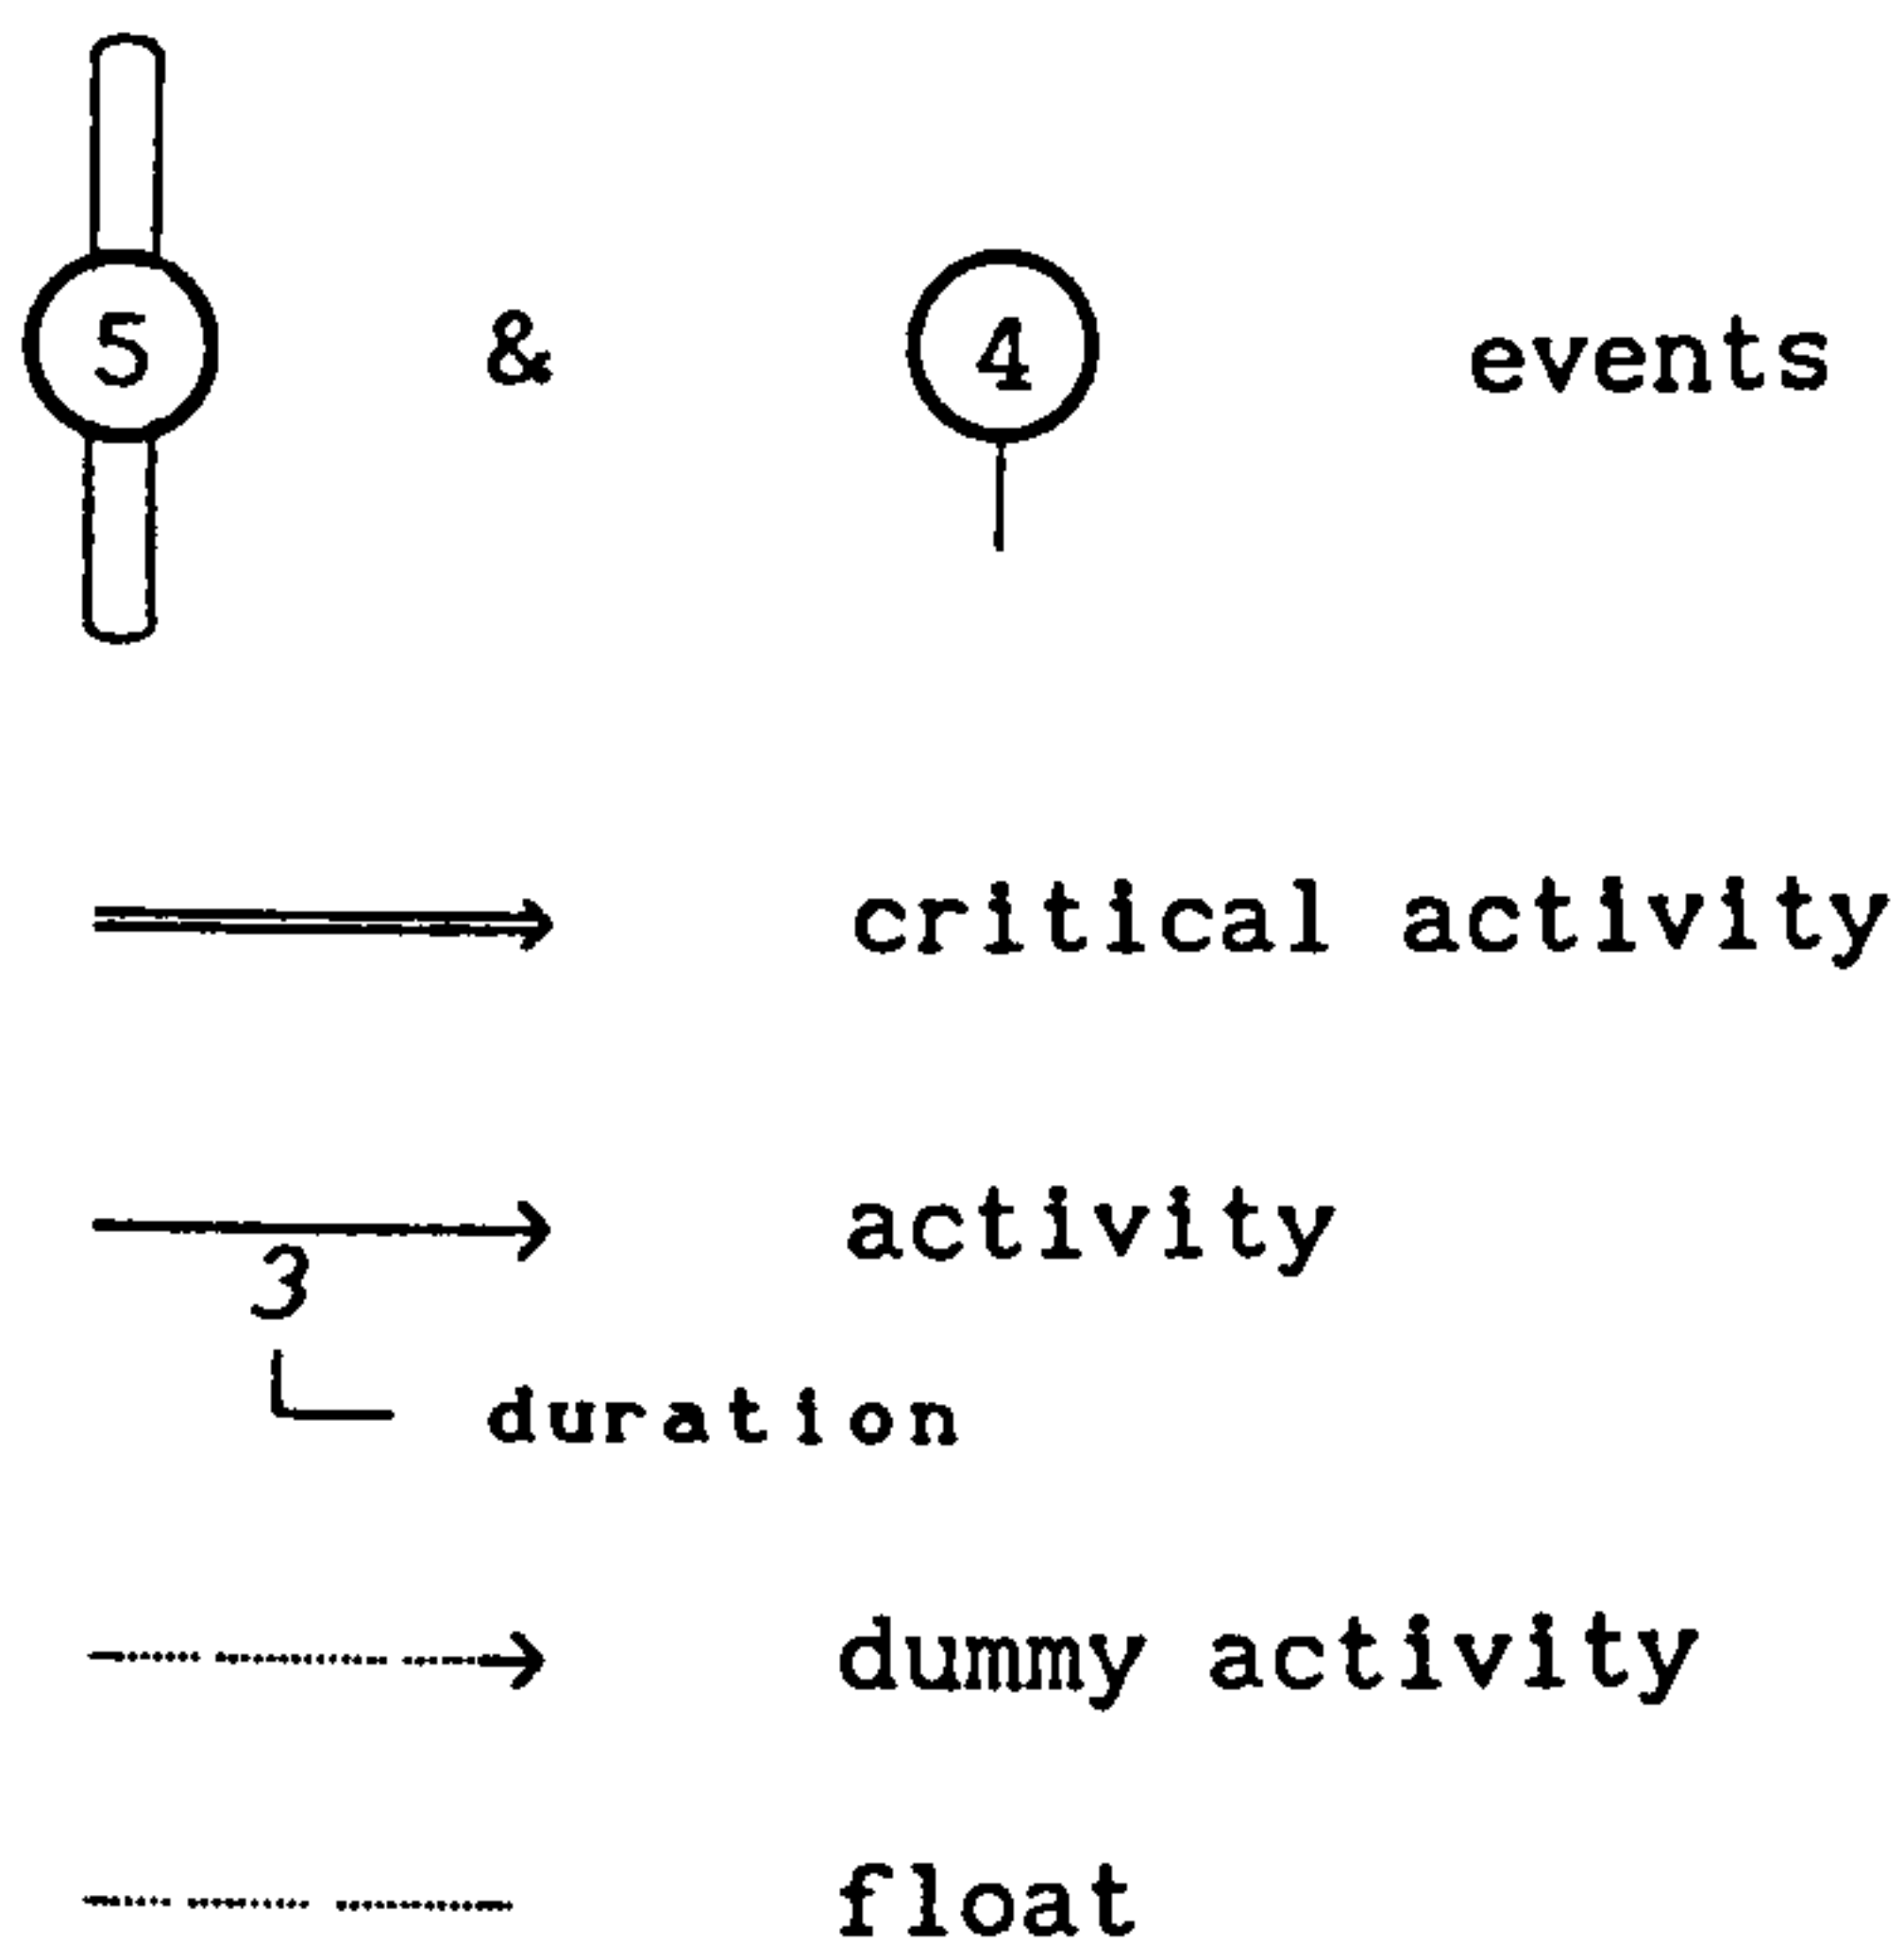 5 & 4 events
critical activity
activity
3
duration
dummy activity
float